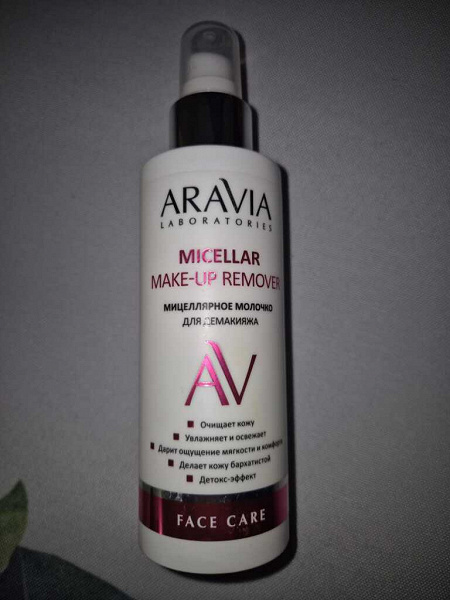 ARAVIA
LABORATORIES
MICELLAR
MAKE-UP REMOVER
МИЦЕЛЛЯРНОЕ МОЛОЧКО
ДЛЯ ДЕМАКИЯЖА
AV
Очищает кожу
Увлажняет и освежает
Дарит ощущение мягкости и комфорта
Делает кожу бархатистой
Детокс-эффект
FACE CARE